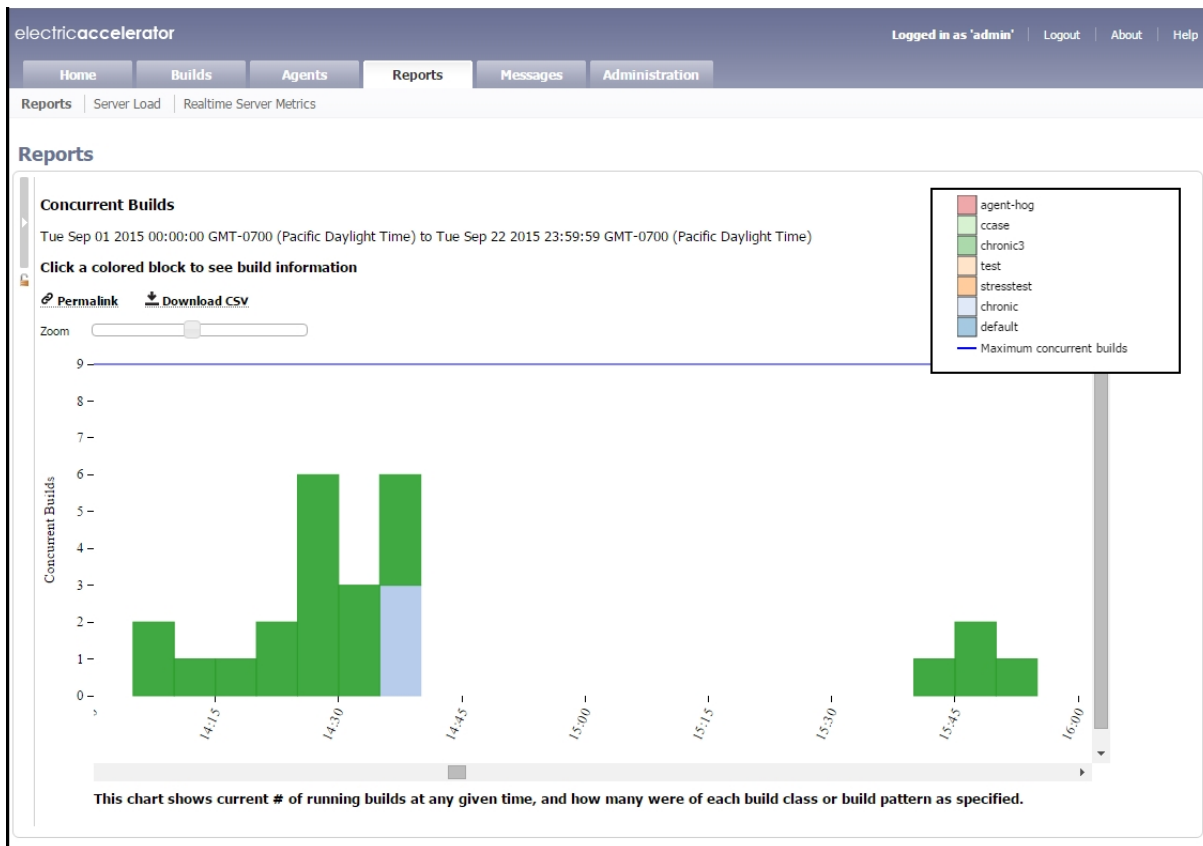 electricaccelerator
Logged in as 'admin' Logout About Help
Home Builds Agents Reports Messages Administration
Reports Server Load Realtime Server Metrics
Reports
Concurrent Builds
Tue Sep 01 2015 00:00:00 GMT-0700 (Pacific Daylight Time) to Tue Sep 22 2015 23:59:59 GMT-0700 (Pacific Daylight Time)
Click a colored block to see build information
Permalink Download CSV
Zoom
agent-hog
ccase
chronic3
test
stresstest
chronic
default
Maximum concurrent builds
Concurrent Builds
9
8
7
6
5
4
3
2
1
0
14:15 14:30 14:45 15:00 15:15 15:30 15:45 16:00
This chart shows current # of running builds at any given time, and how many were of each build class or build pattern as specified.